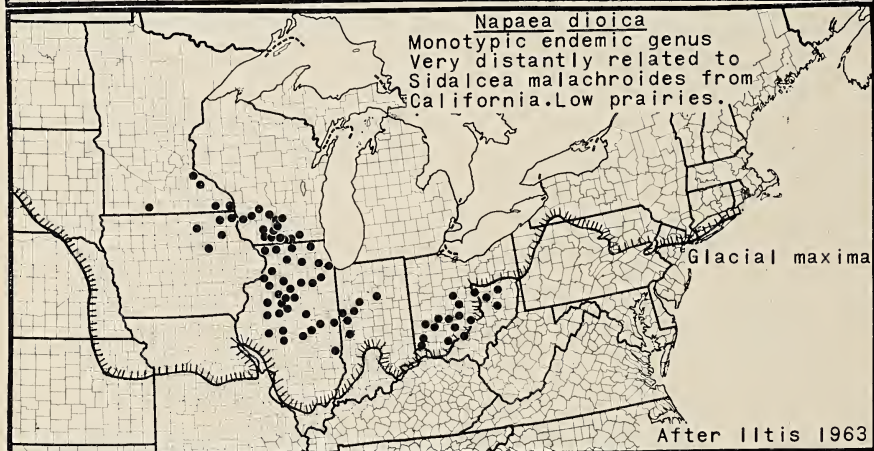 Napaea dioica
Monotypic endemic genus
Very distantly related to
Sidalcea malachroides from
California. Low prairies.
Glacial maxima
After Iltis 1963